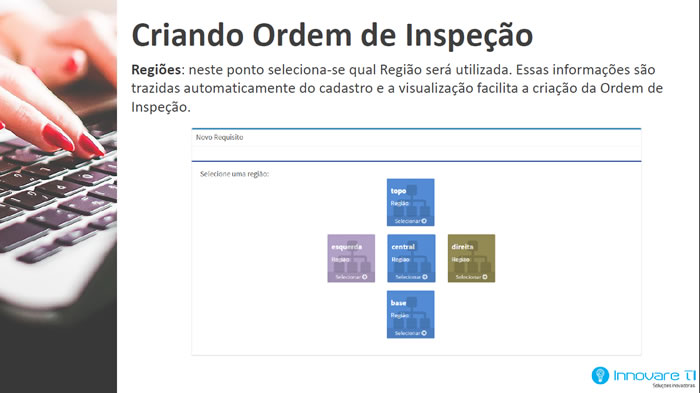 Criando Ordem de Inspeção
Regiões: neste ponto seleciona-se qual Região será utilizada. Essas informações são
trazidas automaticamente do cadastro e a visualização facilita a criação da Ordem de
Inspeção.
Novo Requisito
Selecione uma região:
topo
Região:
Selecionar
esquerda
Região:
Selecionar
central
Região:
Selecionar
direita
Região:
Selecionar
base
Região:
Selecionar
Innovare TI
Soluções Inovadoras